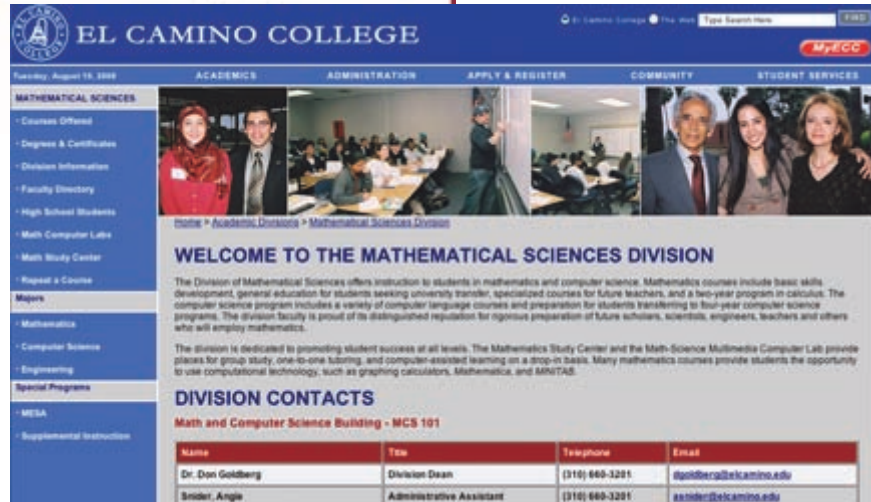 EL CAMINO COLLEGE
EL CAMINO COLLEGE
El Camino College The Web Type Search Here FIND
MyECC
Tuesday, August 19, 2008 ACADEMICS ADMINISTRATION APPLY & REGISTER COMMUNITY STUDENT SERVICES
MATHEMATICAL SCIENCES
· Courses Offered
· Degrees & Certificates
· Division Information
· Faculty Directory
· High School Students
· Math Computer Labs
· Math Study Center
· Repeat a Course
Majors
· Mathematics
· Computer Science
· Engineering
Special Programs
· MESA
· Supplemental Instruction
Home > Academic Divisions > Mathematical Sciences Division
WELCOME TO THE MATHEMATICAL SCIENCES DIVISION
The Division of Mathematical Sciences offers instruction to students in mathematics and computer science. Mathematics courses include basic skills
development, general education for students seeking university transfer, specialized courses for future teachers, and a two-year program in calculus. The
computer science program includes a variety of computer language courses and preparation for students transferring to four-year computer science
programs. The division faculty is proud of its distinguished reputation for rigorous preparation of future scholars, scientists, engineers, teachers and others
who will employ mathematics.
The division is dedicated to promoting student success at all levels. The Mathematics Study Center and the Math-Science Multimedia Computer Lab provide
places for group study, one-to-one tutoring, and computer-assisted learning on a drop-in basis. Many mathematics courses provide students the opportunity
to use computational technology, such as graphing calculators, Mathematica, and MINITAB.
DIVISION CONTACTS
Math and Computer Science Building - MCS 101
Name Title Telephone Email
Dr. Don Goldberg Division Dean (310) 660-3201 dgoldberg@elcamino.edu
Snider, Angie Administrative Assistant (310) 660-3201 asnider@elcamino.edu